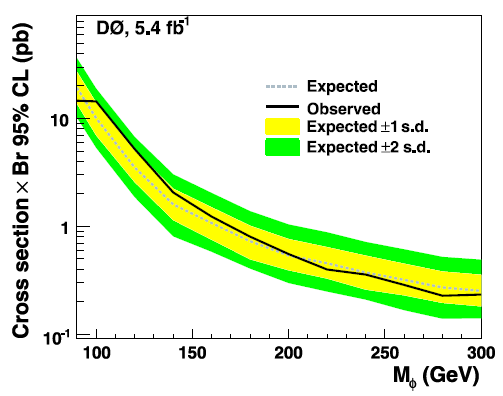 DØ, 5.4 fb⁻¹
Expected
Observed
Expected ±1 s.d.
Expected ±2 s.d.
Cross section × Br 95% CL (pb)
10
1
10⁻¹
100 150 200 250 300
Mϕ (GeV)